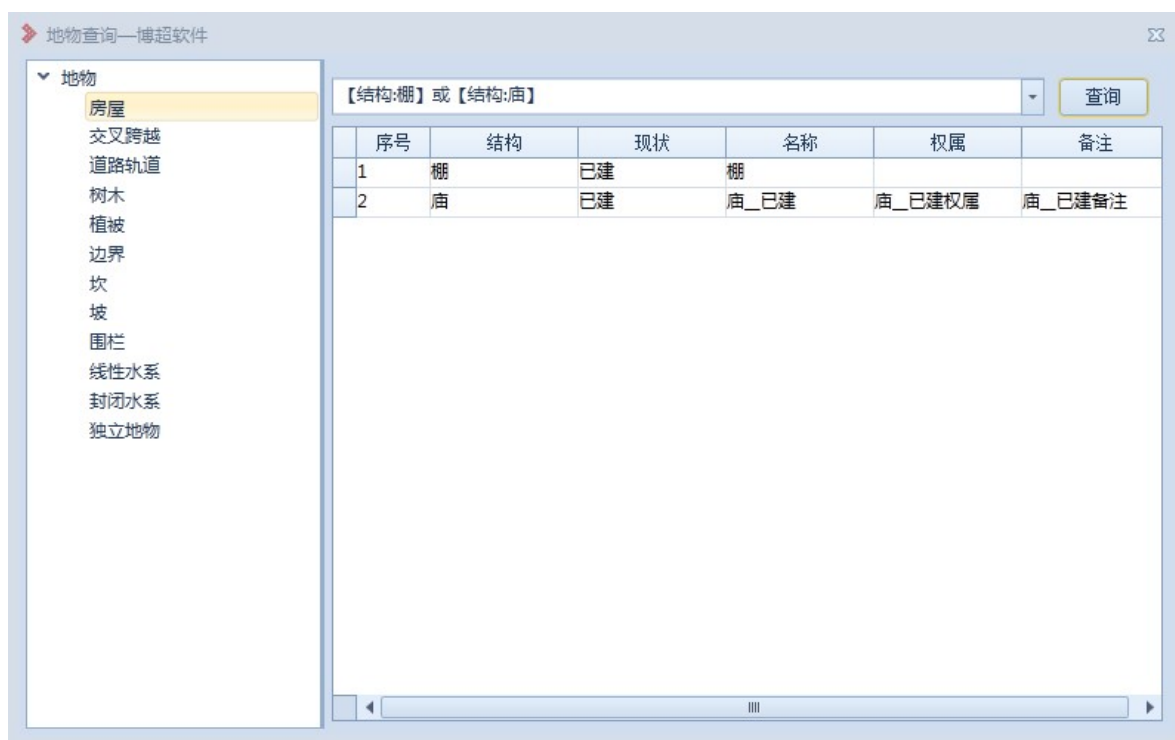 地物查询—博超软件
地物
房屋
交叉跨越
道路轨道
树木
植被
边界
坎
坡
围栏
线性水系
封闭水系
独立地物
【结构:棚】或【结构:庙】 查询
序号 结构 现状 名称 权属 备注
1 棚 已建 棚
2 庙 已建 庙__已建 庙__已建权属 庙__已建备注